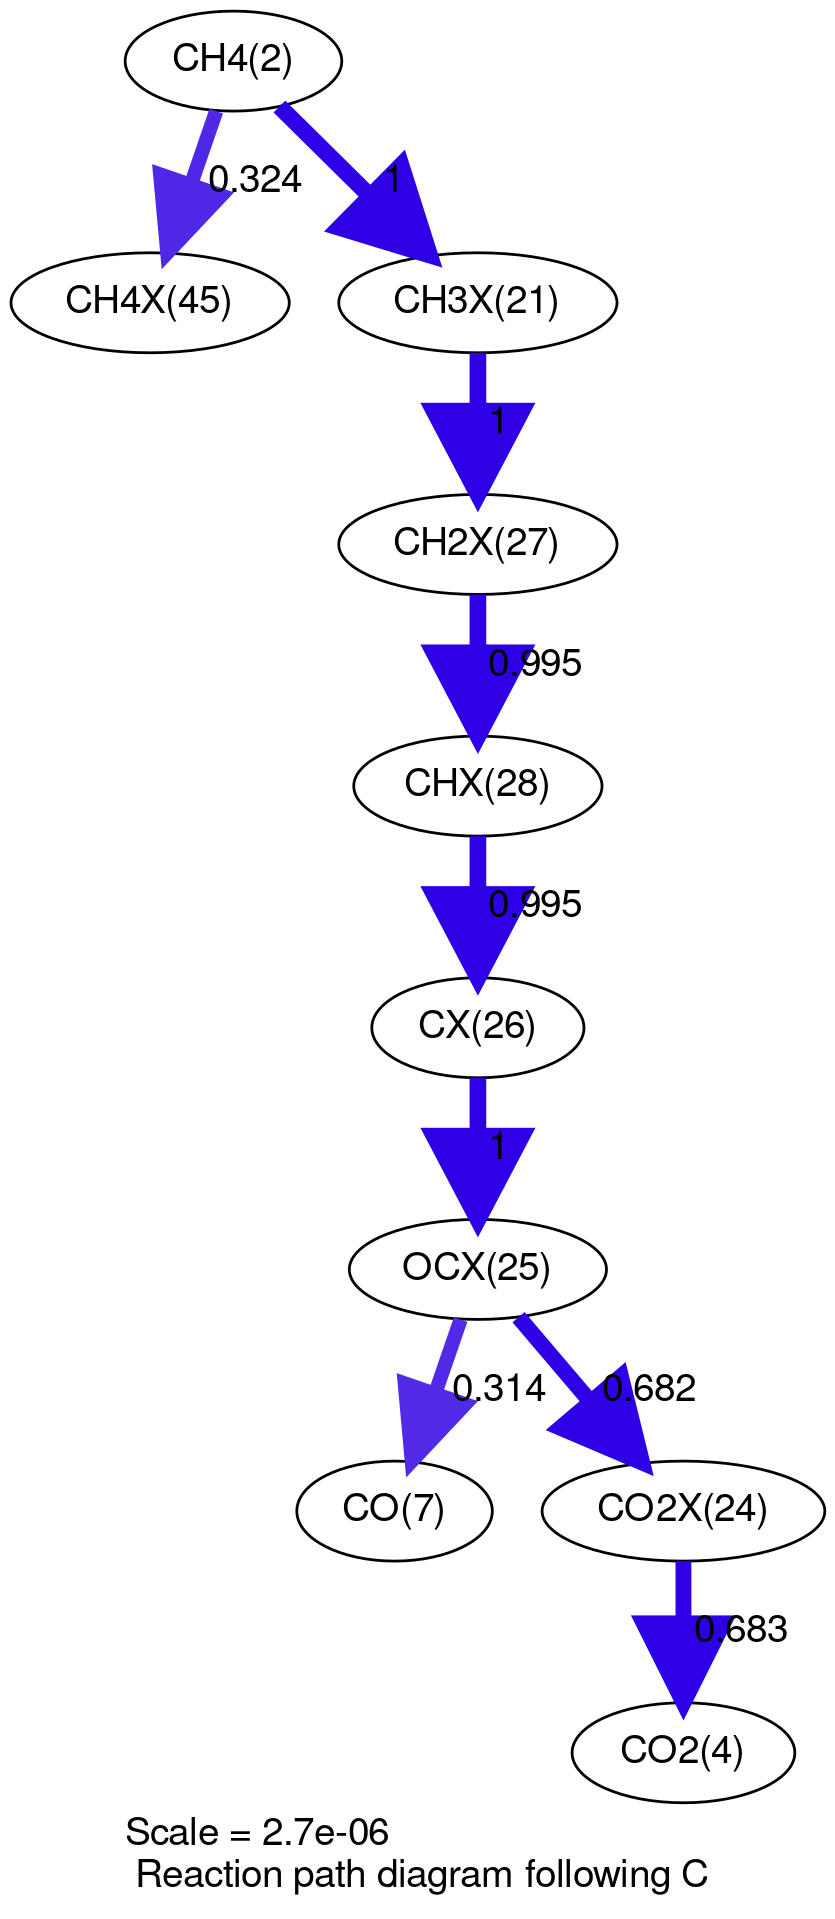 CH4(2)
0.324
1
CH4X(45)
CH3X(21)
1
CH2X(27)
0.995
CHX(28)
0.995
CX(26)
1
OCX(25)
0.314
0.682
CO(7)
CO2X(24)
0.683
CO2(4)
Scale = 2.7e-06
Reaction path diagram following C